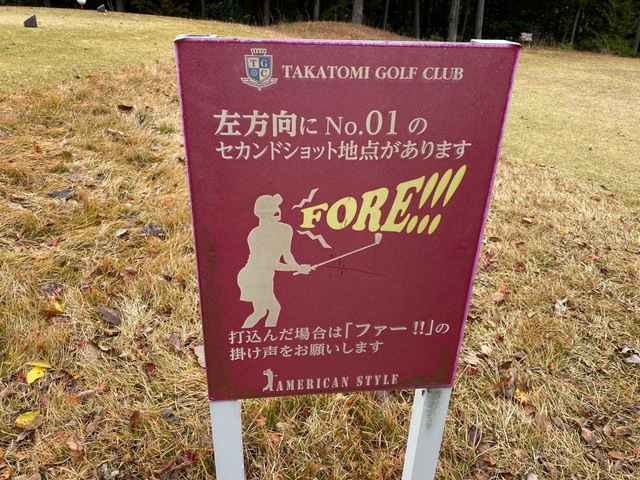 TGC
TAKATOMI GOLF CLUB
左方向に No.01 の
セカンドショット地点があります
FORE!!!
打込んだ場合は「ファー!!」の
掛け声をお願いします
AMERICAN STYLE